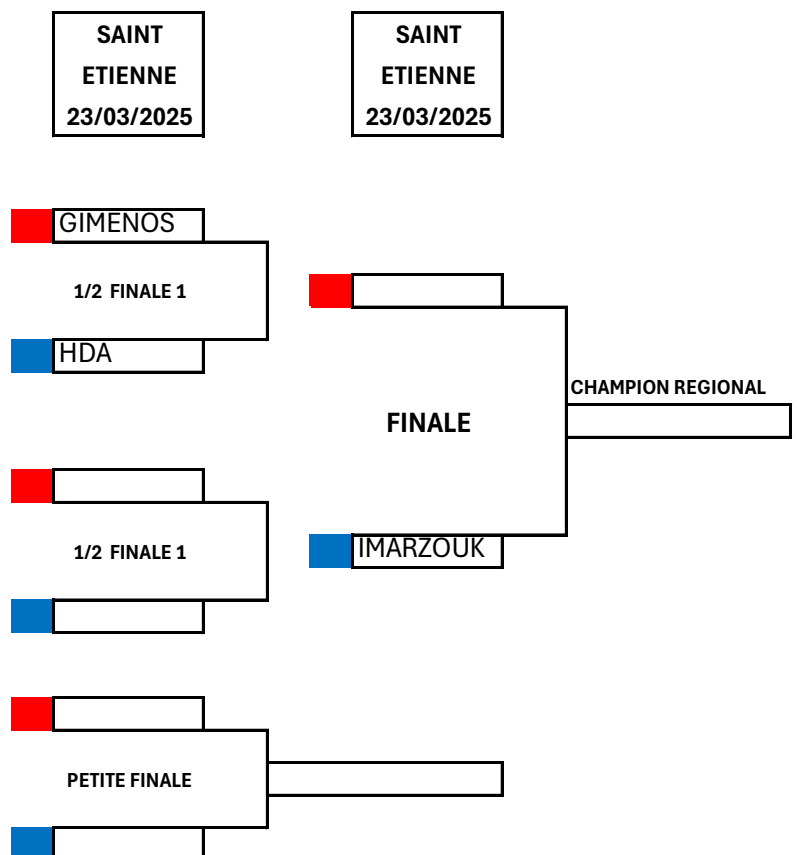 SAINT
ETIENNE
23/03/2025
SAINT
ETIENNE
23/03/2025
GIMENOS
1/2 FINALE 1
HDA
CHAMPION REGIONAL
FINALE
1/2 FINALE 1
IMARZOUK
PETITE FINALE